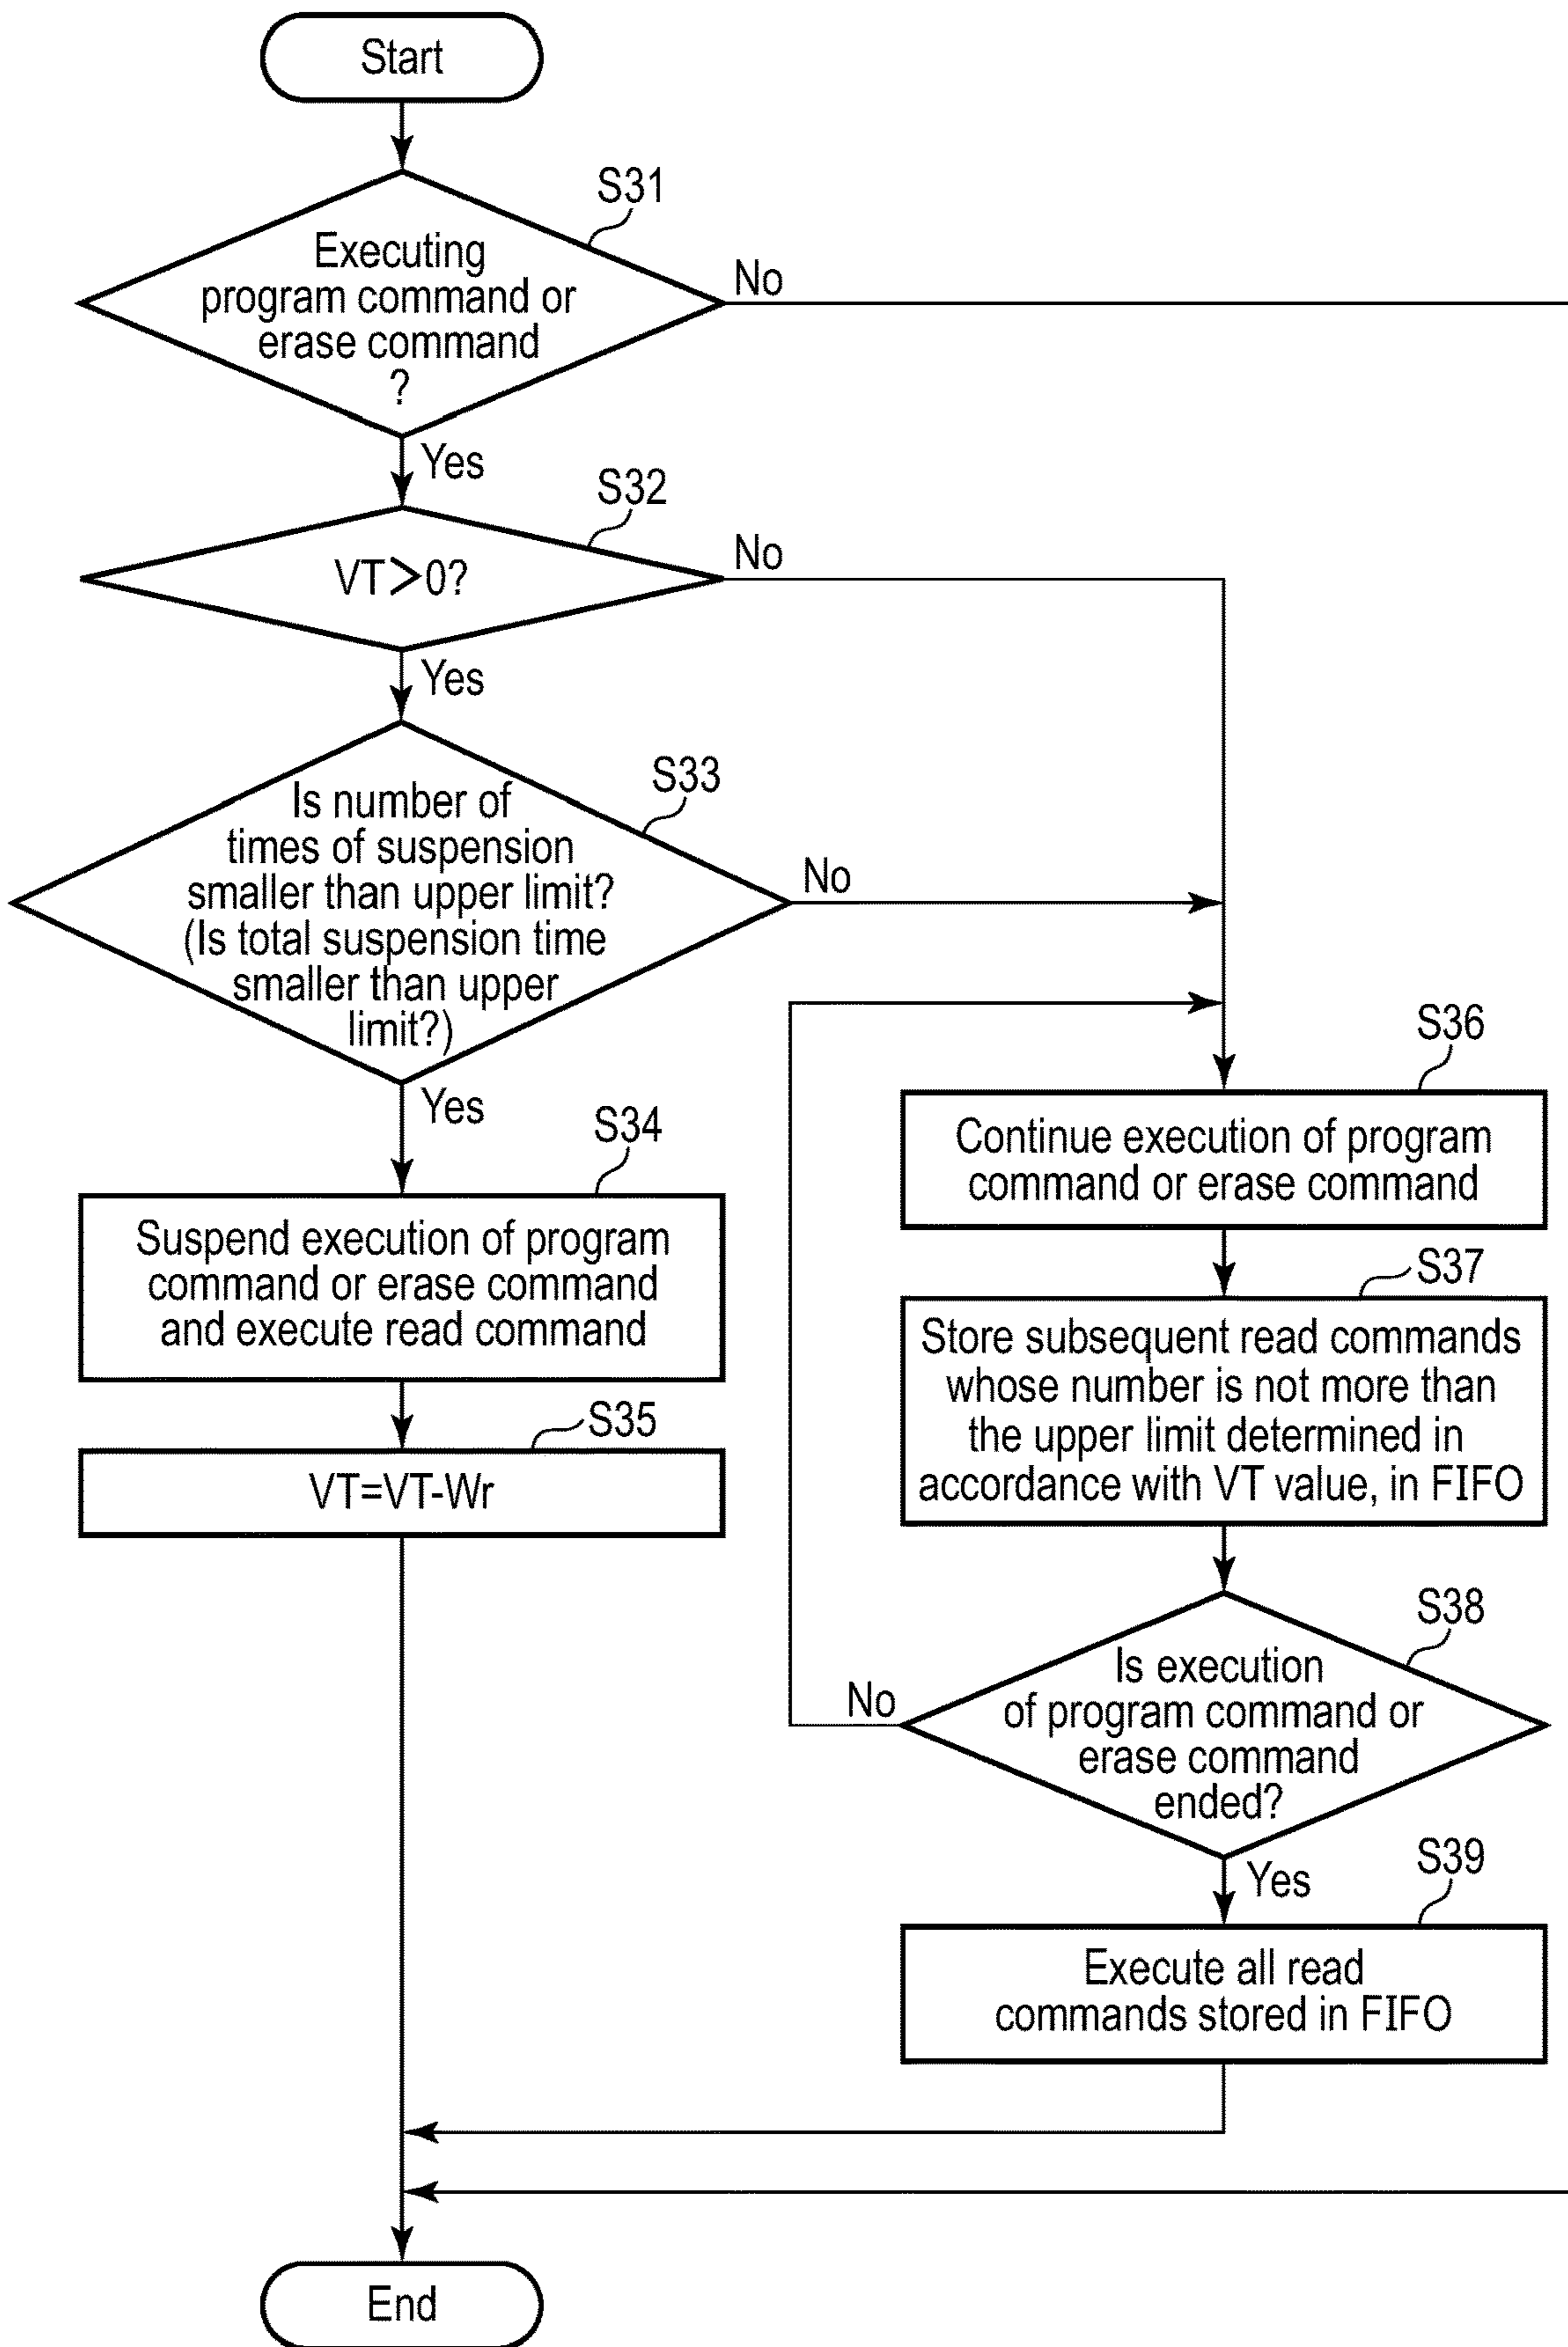 Start
S31
Executing
program command or
erase command
?
No
Yes
S32
VT>0?
No
Yes
S33
Is number of
times of suspension
smaller than upper limit?
(Is total suspension time
smaller than upper
limit?)
No
Yes
S34
Suspend execution of program
command or erase command
and execute read command
S35
VT=VT-Wr
S36
Continue execution of program
command or erase command
S37
Store subsequent read commands
whose number is not more than
the upper limit determined in
accordance with VT value, in FIFO
S38
Is execution
of program command or
erase command
ended?
No
Yes
S39
Execute all read
commands stored in FIFO
End